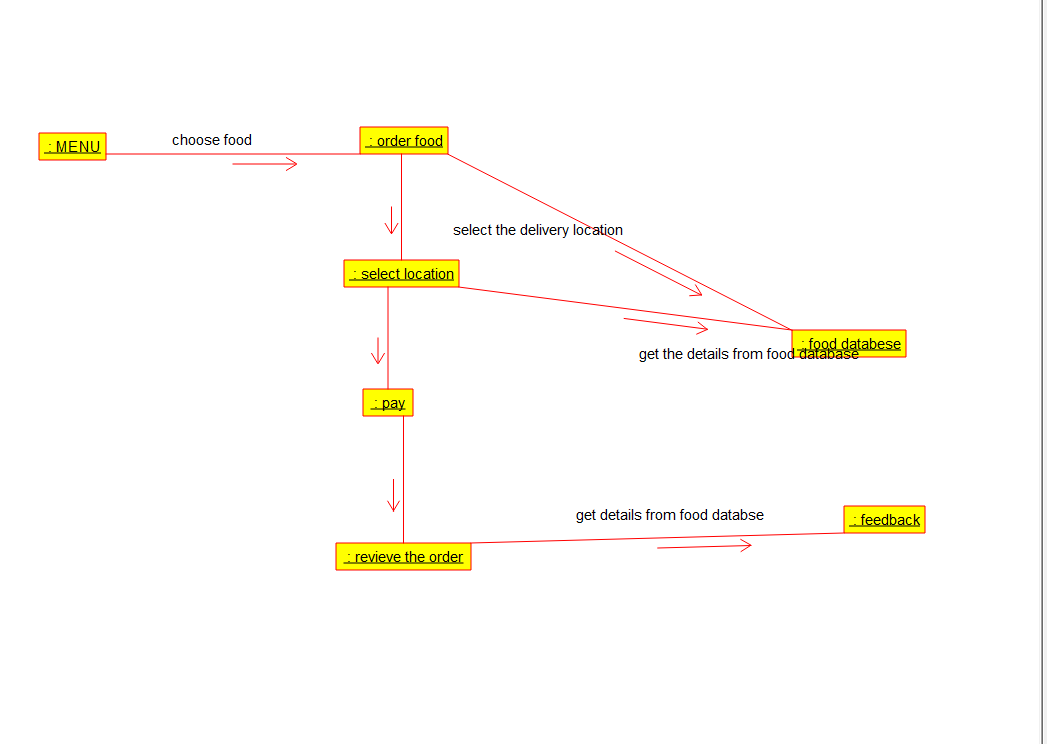 : MENU
choose food
: order food
select the delivery location
: select location
: food databese
get the details from food database
: pay
get details from food databse
: feedback
: revieve the order